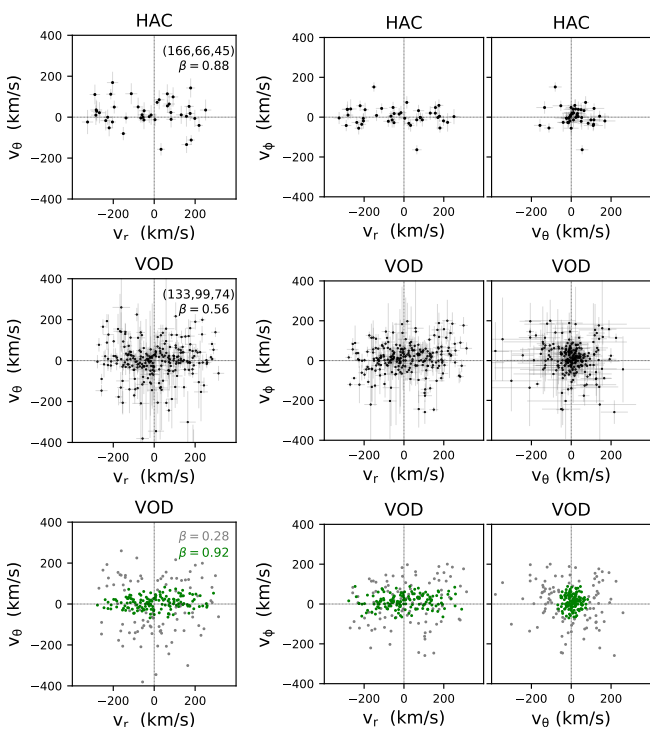 HAC
HAC
400
200
0
−200
−400
vθ (km/s)
(166,66,45)
β = 0.88
−200 0 200
vr (km/s)
400
200
0
−200
−400
vϕ (km/s)
−200 0 200
vr (km/s)
−200 0 200
vθ (km/s)
VOD
VOD
VOD
400
200
0
−200
−400
vθ (km/s)
(133,99,74)
β = 0.56
−200 0 200
vr (km/s)
400
200
0
−200
−400
vϕ (km/s)
−200 0 200
vr (km/s)
−200 0 200
vθ (km/s)
VOD
VOD
VOD
400
200
0
−200
−400
vθ (km/s)
β = 0.28
β = 0.92
−200 0 200
vr (km/s)
400
200
0
−200
−400
vϕ (km/s)
−200 0 200
vr (km/s)
−200 0 200
vθ (km/s)